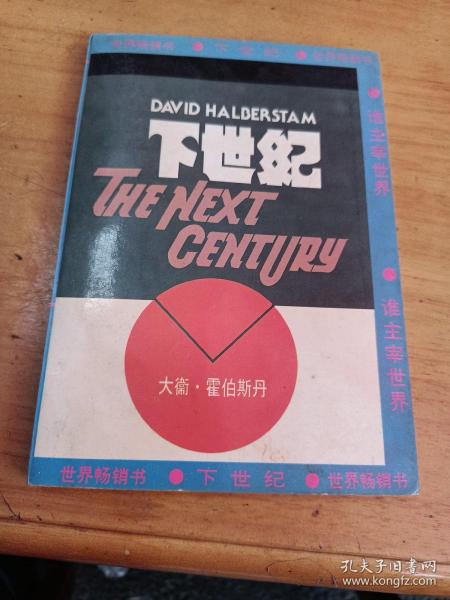 世界畅销书 ● 下世纪 ● 世界畅销书
DAVID HALBERSTAM
下世纪
THE NEXT
CENTURY
大衞·霍伯斯丹
● 谁主宰世界
● 谁主宰世界
世界畅销书 ● 下世纪 ● 世界畅销书
孔夫子旧书网
www.kongfz.com